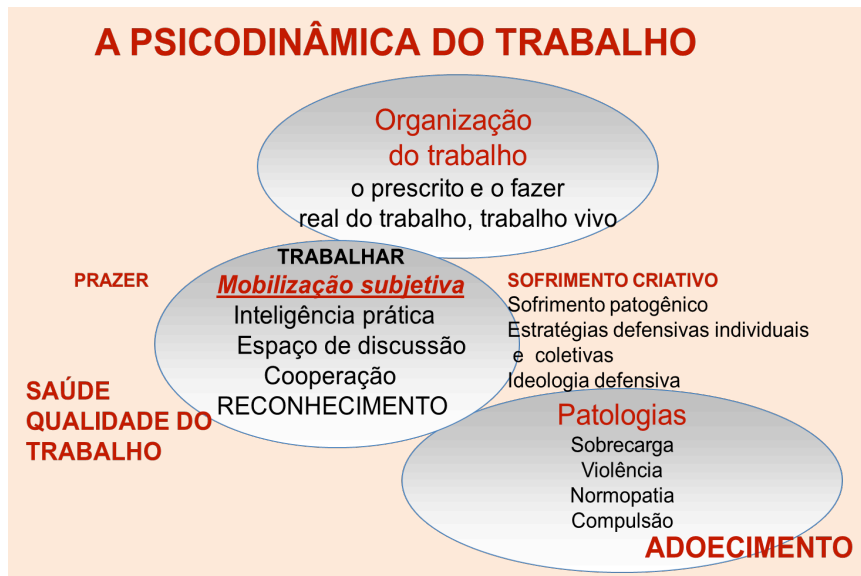 A PSICODINÂMICA DO TRABALHO
Organização
do trabalho
o prescrito e o fazer
real do trabalho, trabalho vivo
TRABALHAR
Mobilização subjetiva
Inteligência prática
Espaço de discussão
Cooperação
RECONHECIMENTO
PRAZER
SAÚDE
QUALIDADE DO
TRABALHO
SOFRIMENTO CRIATIVO
Sofrimento patogênico
Estratégias defensivas individuais
e coletivas
Ideologia defensiva
Patologias
Sobrecarga
Violência
Normopatia
Compulsão
ADOECIMENTO